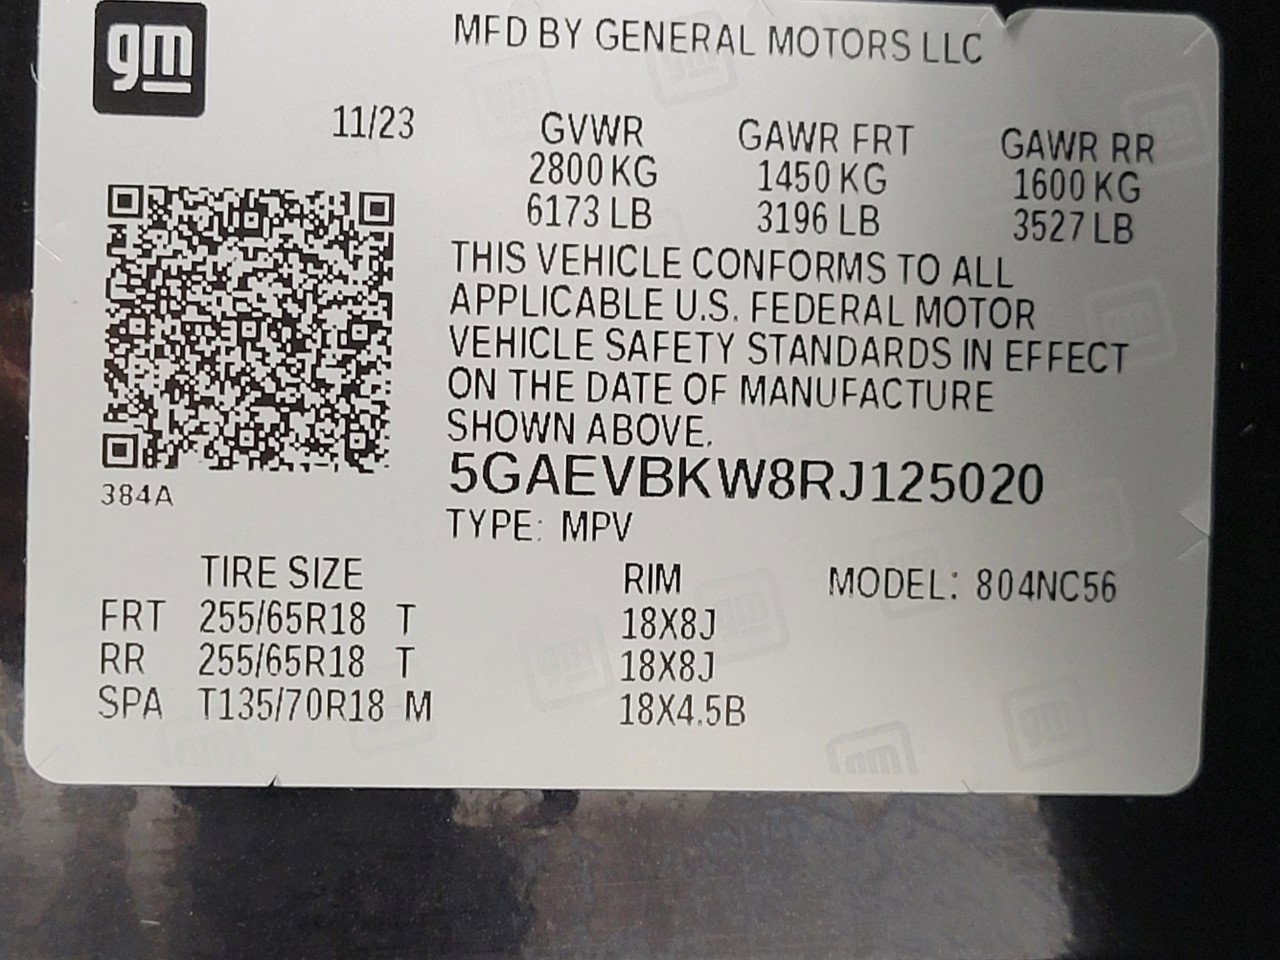 gm
MFD BY GENERAL MOTORS LLC
11/23
GVWR GAWR FRT GAWR RR
2800 KG 1450 KG 1600 KG
6173 LB 3196 LB 3527 LB
THIS VEHICLE CONFORMS TO ALL
APPLICABLE U.S. FEDERAL MOTOR
VEHICLE SAFETY STANDARDS IN EFFECT
ON THE DATE OF MANUFACTURE
SHOWN ABOVE.
384A
5GAEVBKW8RJ125020
TYPE: MPV
TIRE SIZE RIM MODEL: 804NC56
FRT 255/65R18 T 18X8J
RR 255/65R18 T 18X8J
SPA T135/70R18 M 18X4.5B